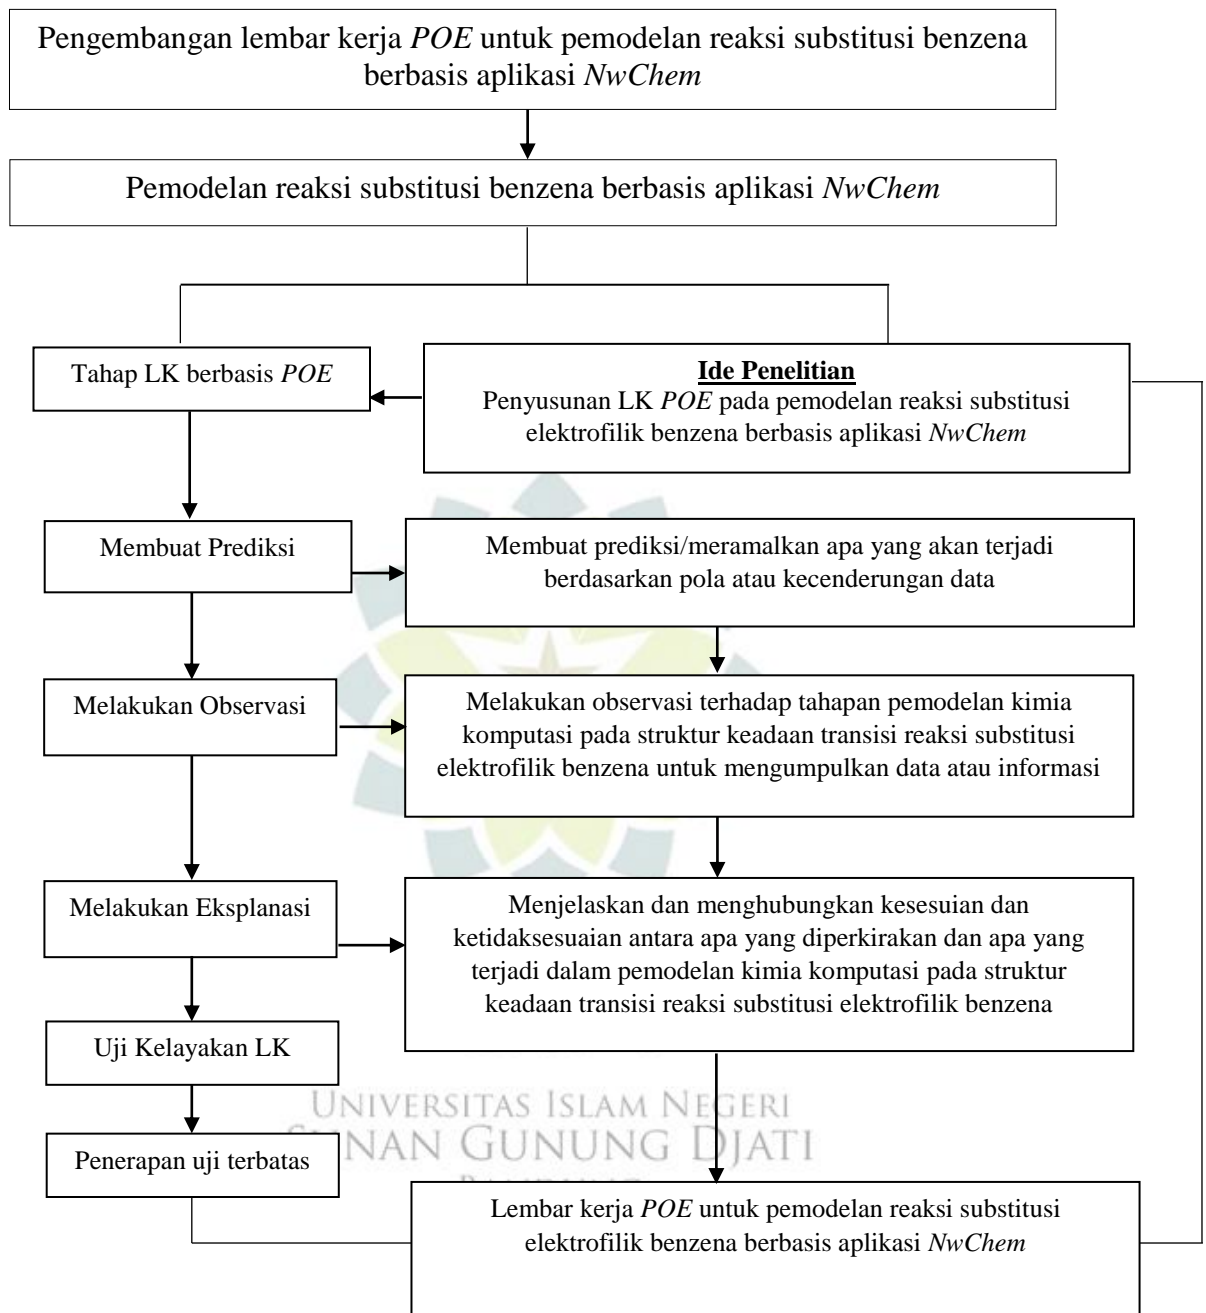 Pengembangan lembar kerja POE untuk pemodelan reaksi substitusi benzena
berbasis aplikasi NwChem
Pemodelan reaksi substitusi benzena berbasis aplikasi NwChem
Tahap LK berbasis POE
Ide Penelitian
Penyusunan LK POE pada pemodelan reaksi substitusi
elektrofilik benzena berbasis aplikasi NwChem
Membuat Prediksi
Membuat prediksi/meramalkan apa yang akan terjadi
berdasarkan pola atau kecenderungan data
Melakukan Observasi
Melakukan observasi terhadap tahapan pemodelan kimia
komputasi pada struktur keadaan transisi reaksi substitusi
elektrofilik benzena untuk mengumpulkan data atau informasi
Melakukan Eksplanasi
Menjelaskan dan menghubungkan kesesuian dan
ketidaksesuaian antara apa yang diperkirakan dan apa yang
terjadi dalam pemodelan kimia komputasi pada struktur
keadaan transisi reaksi substitusi elektrofilik benzena
Uji Kelayakan LK
UNIVERSITAS ISLAM NEGERI
GUNUNG DJATI
Penerapan uji terbatas
Lembar kerja POE untuk pemodelan reaksi substitusi
elektrofilik benzena berbasis aplikasi NwChem